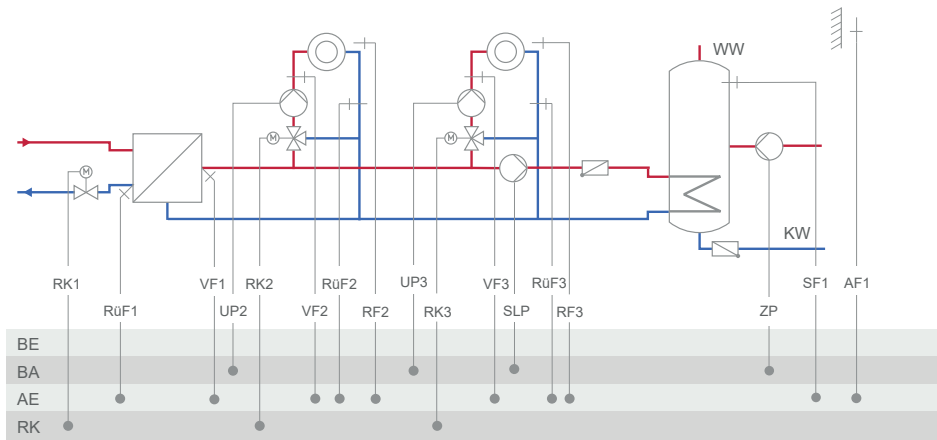 WW
M
M
M
KW
RK1
VF1
RK2
RüF2
UP3
VF3
RüF3
SF1
AF1
RüF1
UP2
VF2
RF2
RK3
SLP
RF3
ZP
BE
BA
AE
RK